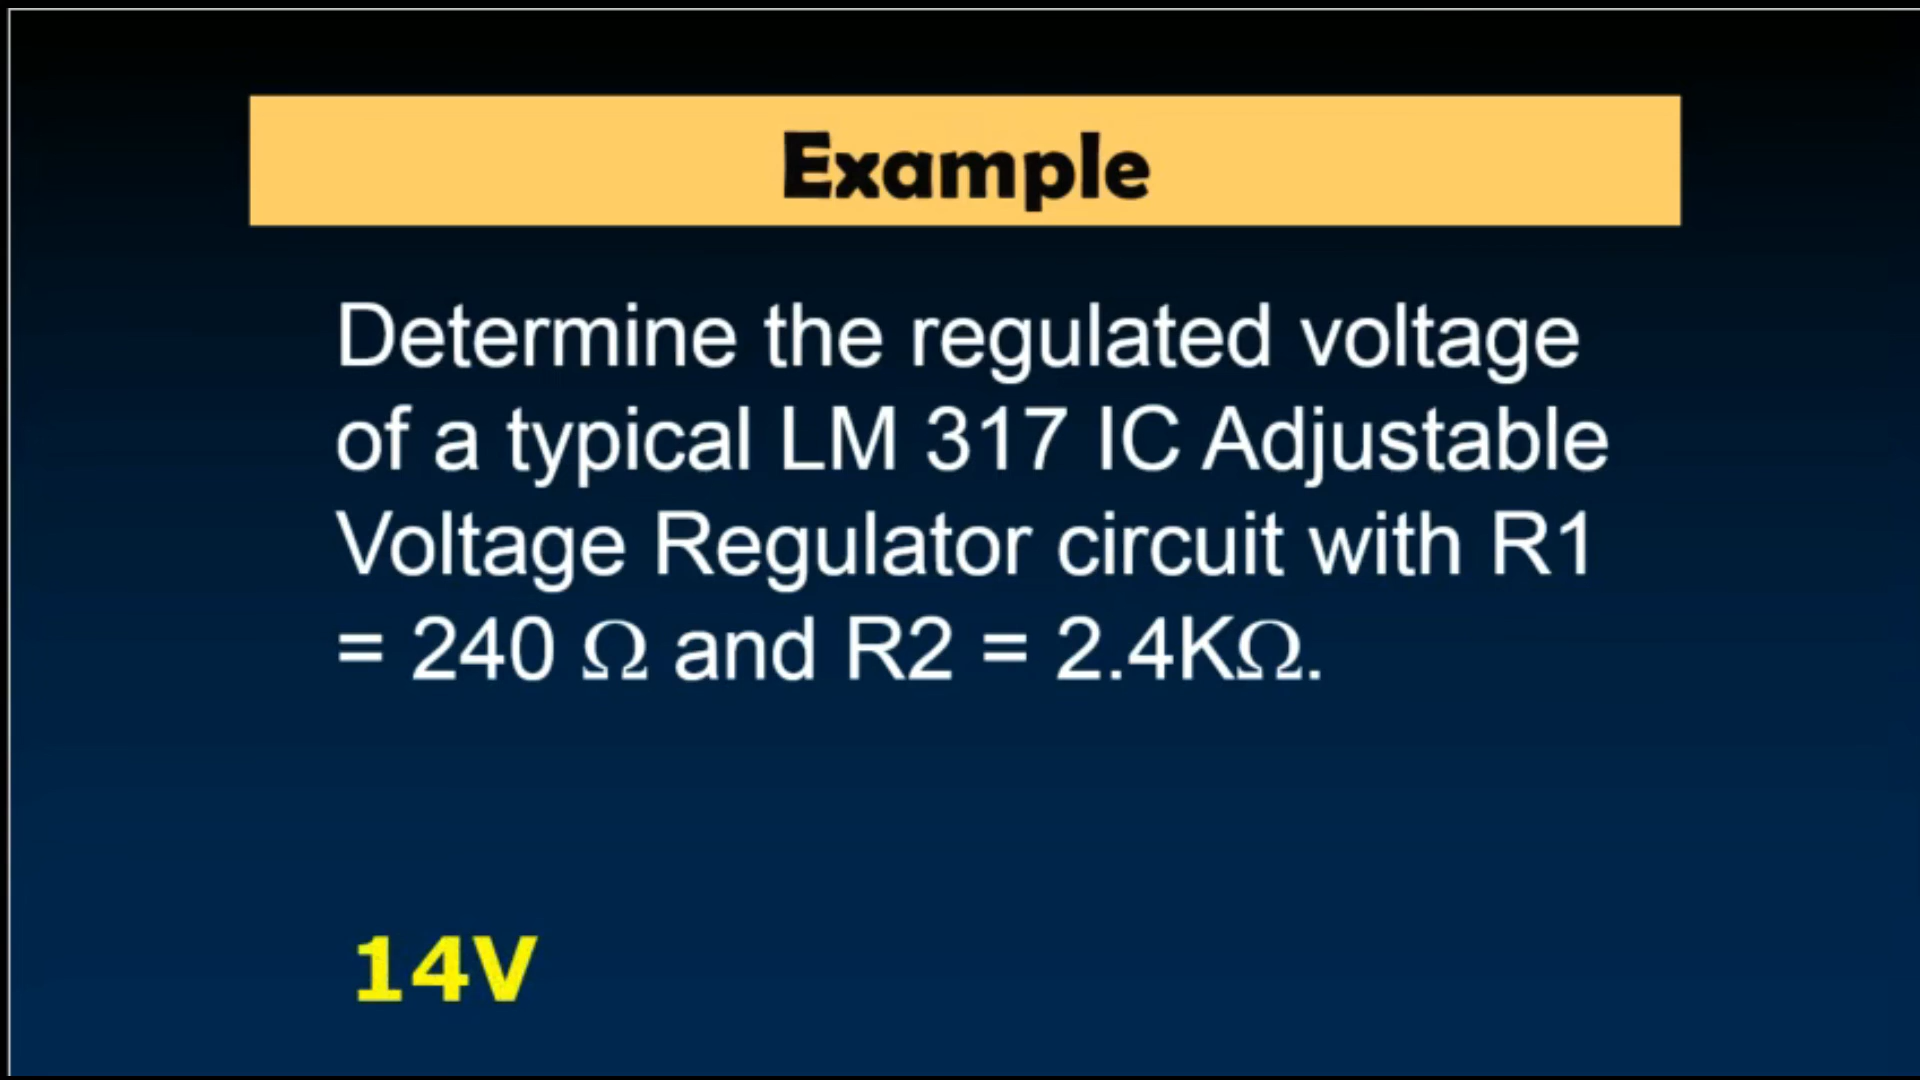 Example
Determine the regulated voltage
of a typical LM 317 IC Adjustable
Voltage Regulator circuit with R1
= 240 Ω and R2 = 2.4KΩ.
14V